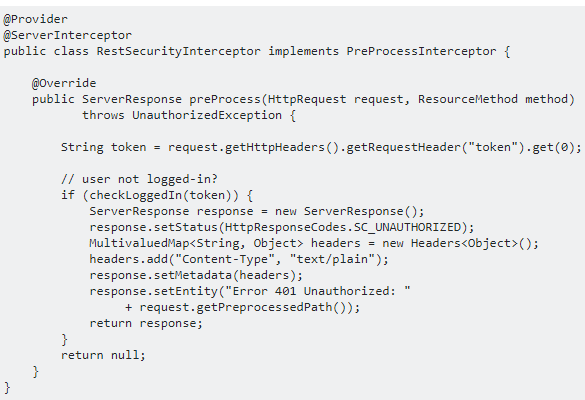 @Provider
@ServerInterceptor
public class RestSecurityInterceptor implements PreProcessInterceptor {
@Override
public ServerResponse preProcess(HttpRequest request, ResourceMethod method)
throws UnauthorizedException {
String token = request.getHttpHeaders().getRequestHeader("token").get(0);
// user not logged-in?
if (checkLoggedIn(token)) {
ServerResponse response = new ServerResponse();
response.setStatus(HttpResponseCodes.SC_UNAUTHORIZED);
MultivaluedMap<String, Object> headers = new Headers<Object>();
headers.add("Content-Type", "text/plain");
response.setMetadata(headers);
response.setEntity("Error 401 Unauthorized: "
+ request.getPreprocessedPath());
return response;
}
return null;
}
}